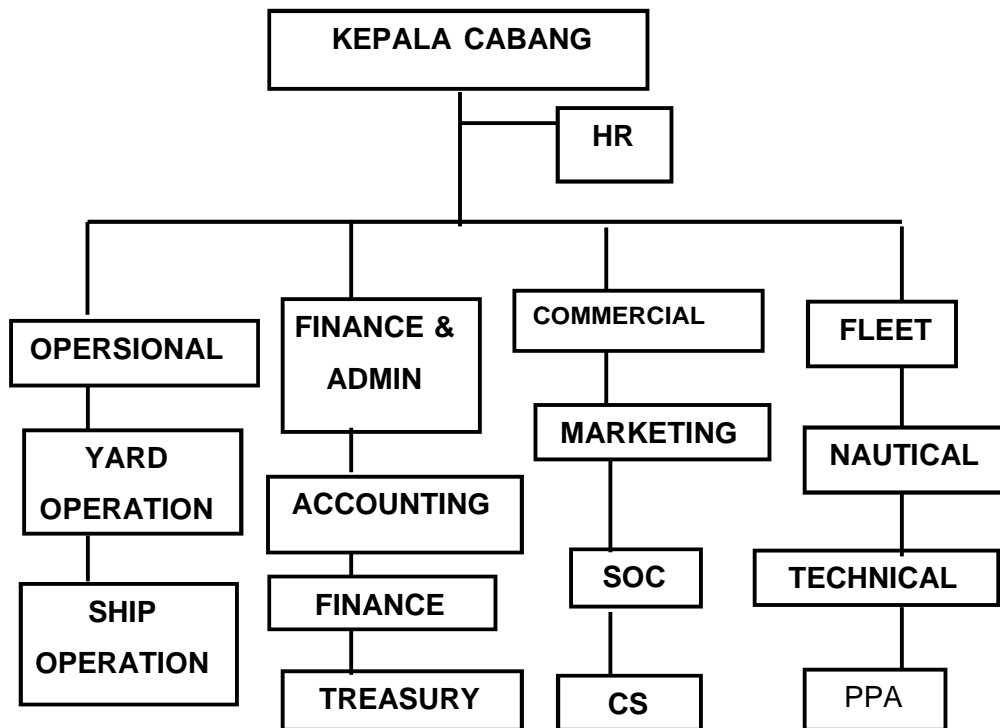 KEPALA CABANG
HR
OPERSIONAL
YARD
OPERATION
SHIP
OPERATION
FINANCE &
ADMIN
ACCOUNTING
FINANCE
TREASURY
COMMERCIAL
MARKETING
SOC
CS
FLEET
NAUTICAL
TECHNICAL
PPA